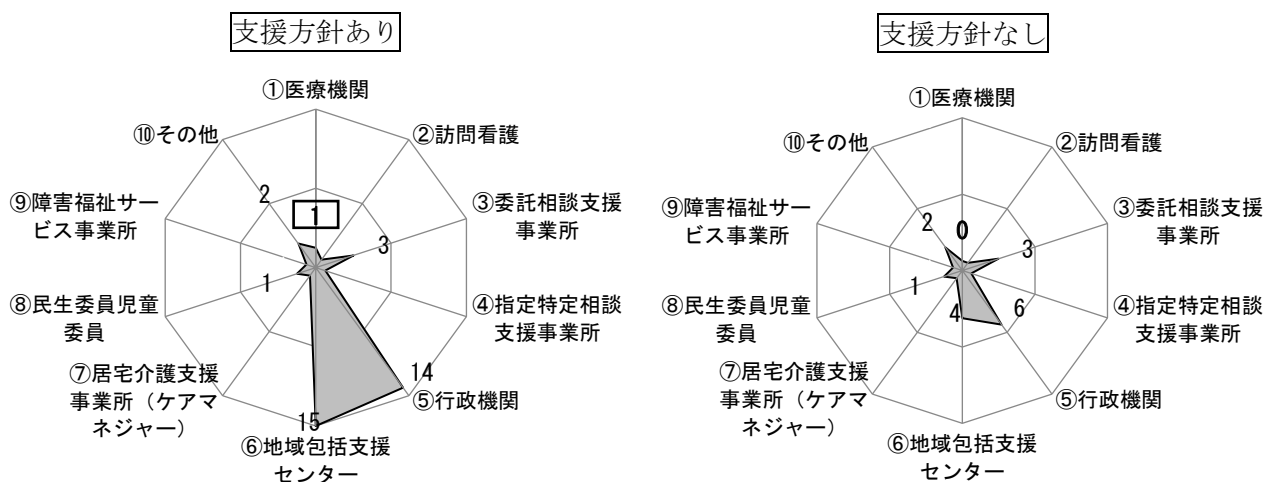 支援方針あり
①医療機関
⑩その他
②訪問看護
2
⑨障害福祉サー
ビス事業所
1
3
③委託相談支援
事業所
1
⑧民生委員児童
委員
④指定特定相談
支援事業所
⑦居宅介護支援
事業所（ケアマ
ネジャー）
14
⑤行政機関
15
⑥地域包括支援
センター
支援方針なし
①医療機関
⑩その他
②訪問看護
⑨障害福祉サー
ビス事業所
2
0
3
③委託相談支援
事業所
1
⑧民生委員児童
委員
4
6
④指定特定相談
支援事業所
⑦居宅介護支援
事業所（ケアマ
ネジャー）
⑤行政機関
⑥地域包括支援
センター